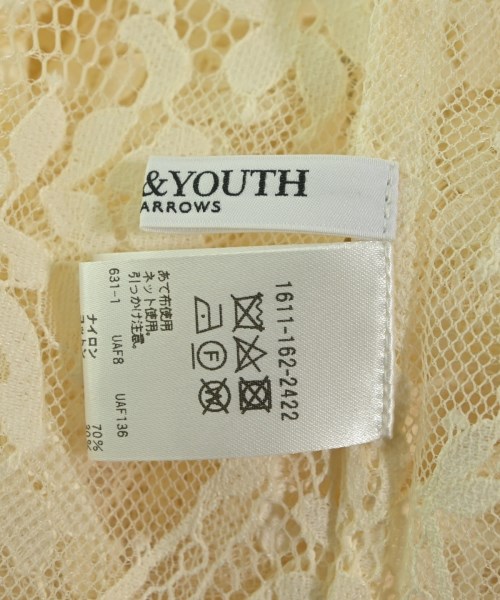 &YOUTH
ARROWS
1611-162-2422
あて布使用。
ネット使用。
引っかけ注意。
631-1 UAF8 UAF136
ナイロン 70%